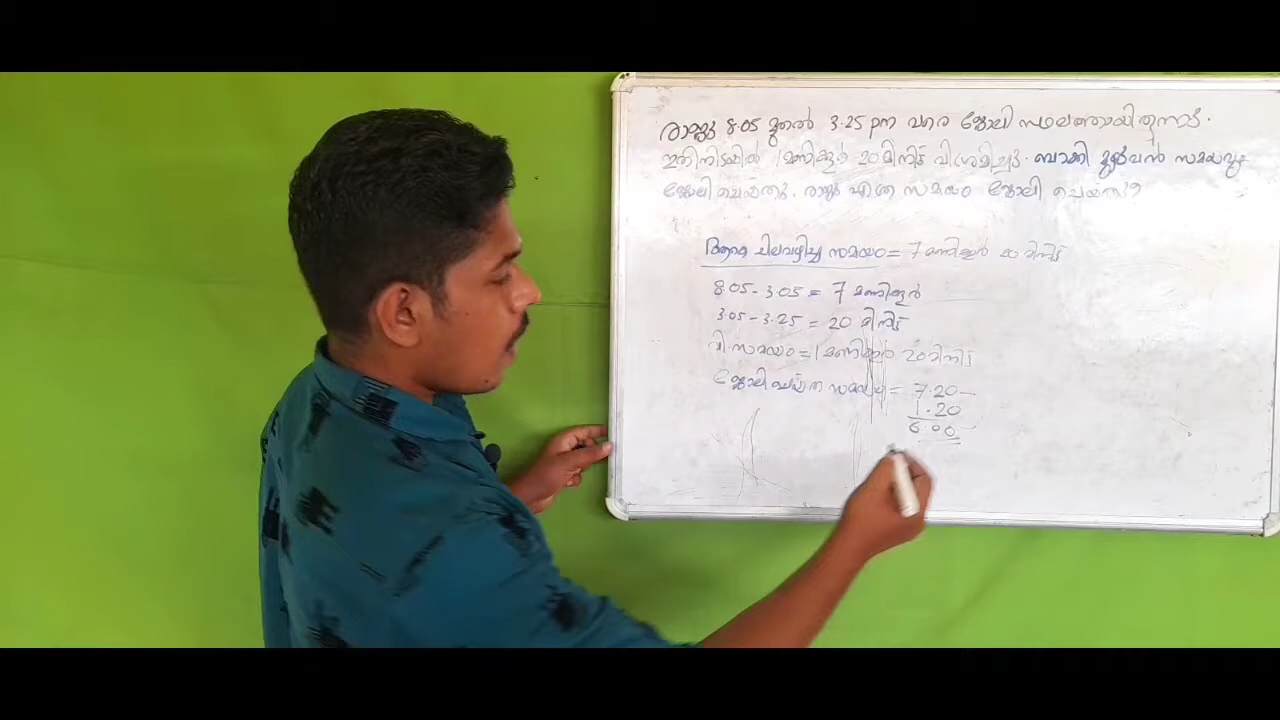 രാജു 8.05 മുതൽ 3.25 pm വരെ ജോലി സ്ഥലത്തായിരുന്നു.
ഇതിനിടയിൽ 1 മണിക്കൂർ 20 മിനിട്ട് വിശ്രമിച്ചു. ബാക്കി മുഴുവൻ സമയവും
ജോലി ചെയ്തു. രാജു എത്ര സമയം ജോലി ചെയ്തു?
ആകെ ചിലവഴിച്ച സമയം = 7 മണിക്കൂർ 20 മിനിട്ട്
8.05 - 3.05 = 7 മണിക്കൂർ
3.05 - 3.25 = 20 മിനിട്ട്
വി. സമയം = 1 മണിക്കൂർ 20 മിനിട്ട്
ജോലി ചെയ്ത സമയം = 7.20 -
1.20
6.00